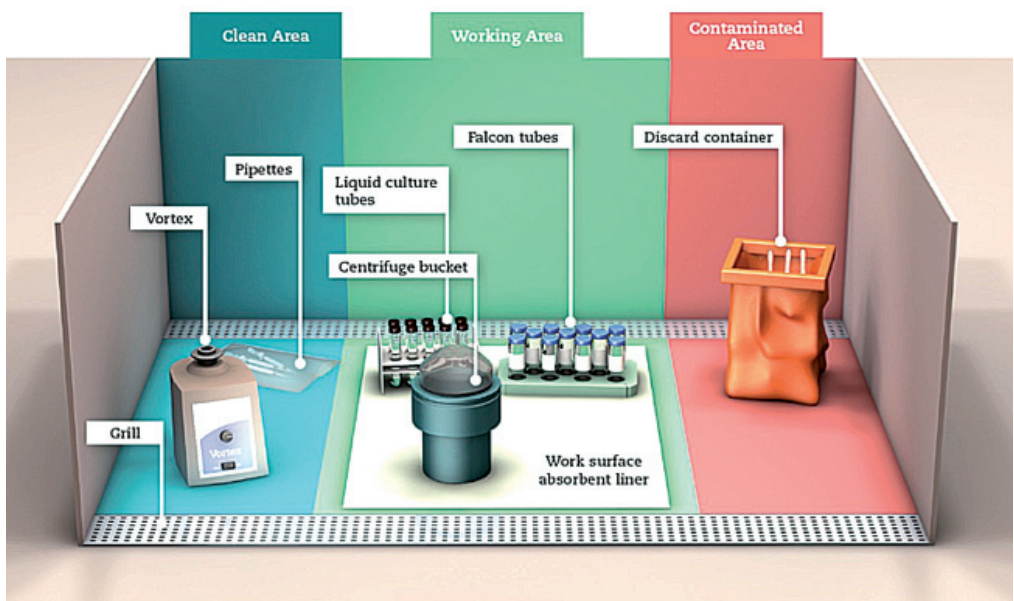 Clean Area
Working Area
Contaminated
Area
Falcon tubes
Discard container
Pipettes
Liquid culture
tubes
Vortex
Centrifuge bucket
Grill
Vortex
Work surface
absorbent liner